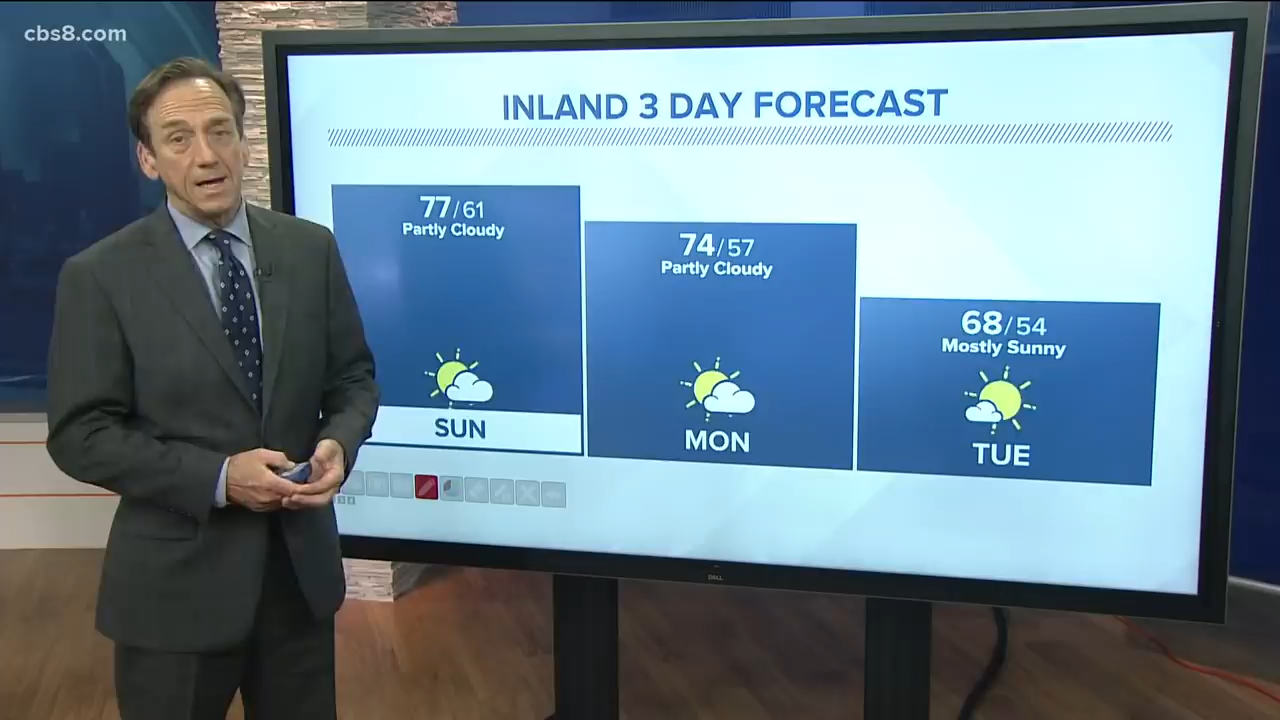 cbs8.com
INLAND 3 DAY FORECAST
77/61
Partly Cloudy
SUN
74/57
Partly Cloudy
MON
68/54
Mostly Sunny
TUE
DELL